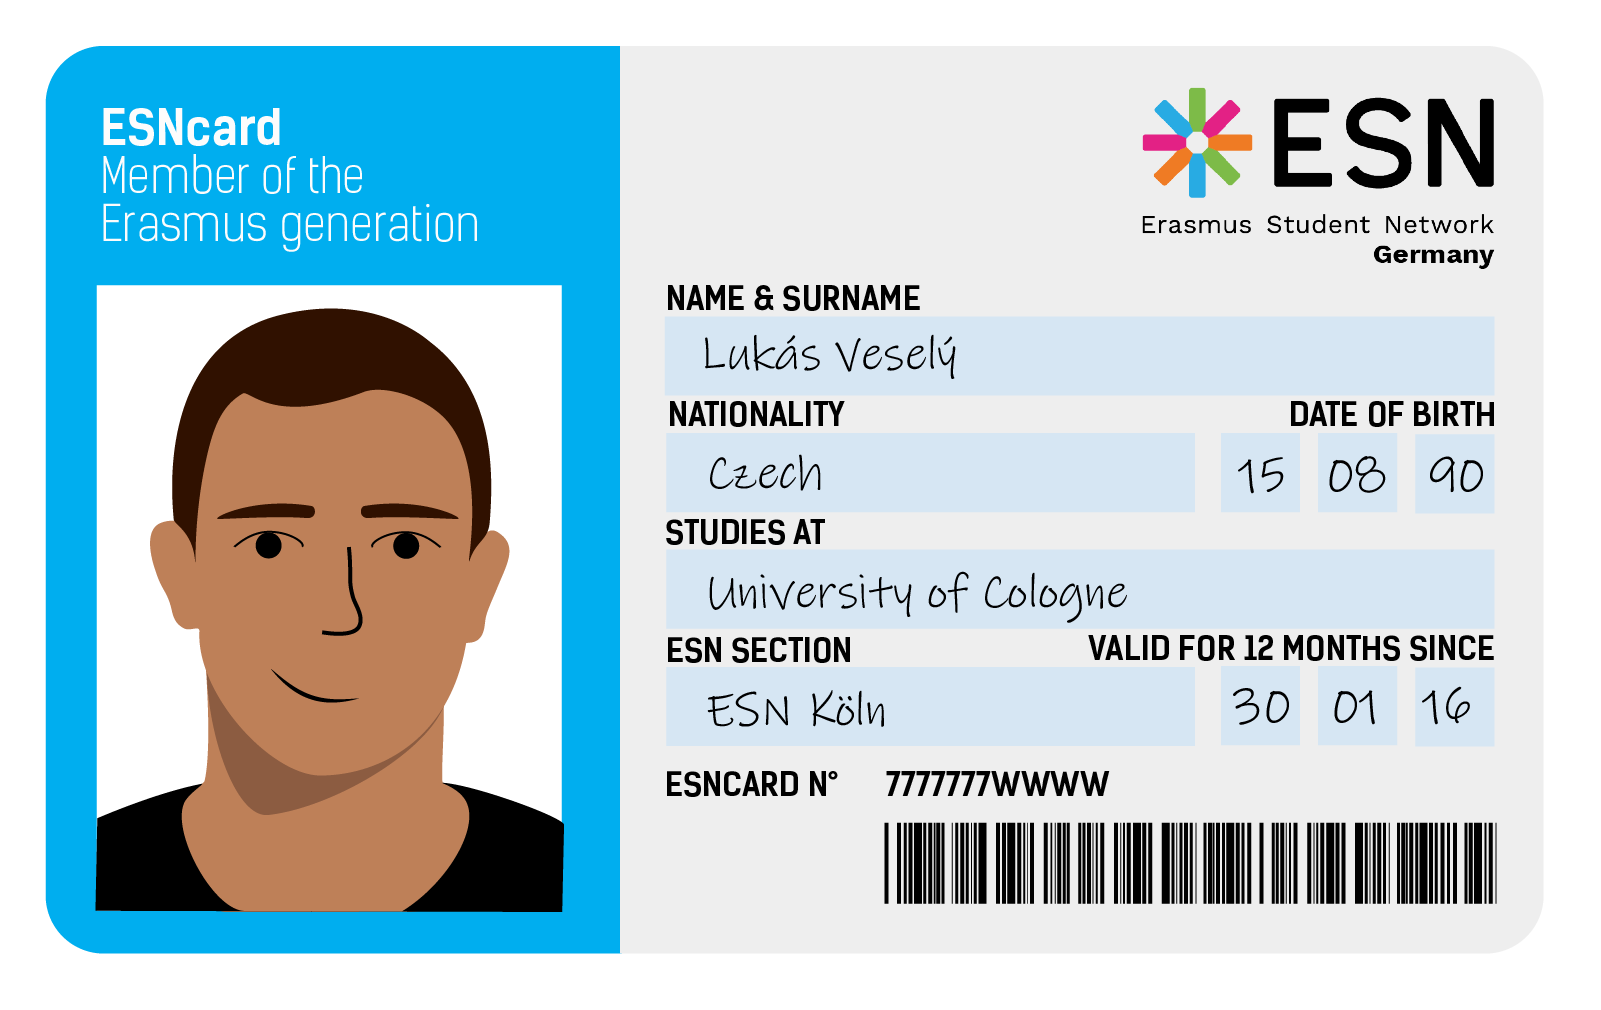 ESNcard
Member of the
Erasmus generation
ESN
Erasmus Student Network
Germany
NAME & SURNAME
Lukás Veselý
NATIONALITY DATE OF BIRTH
Czech 15 08 90
STUDIES AT
University of Cologne
ESN SECTION VALID FOR 12 MONTHS SINCE
ESN Köln 30 01 16
ESNCARD N° 7777777WWWW